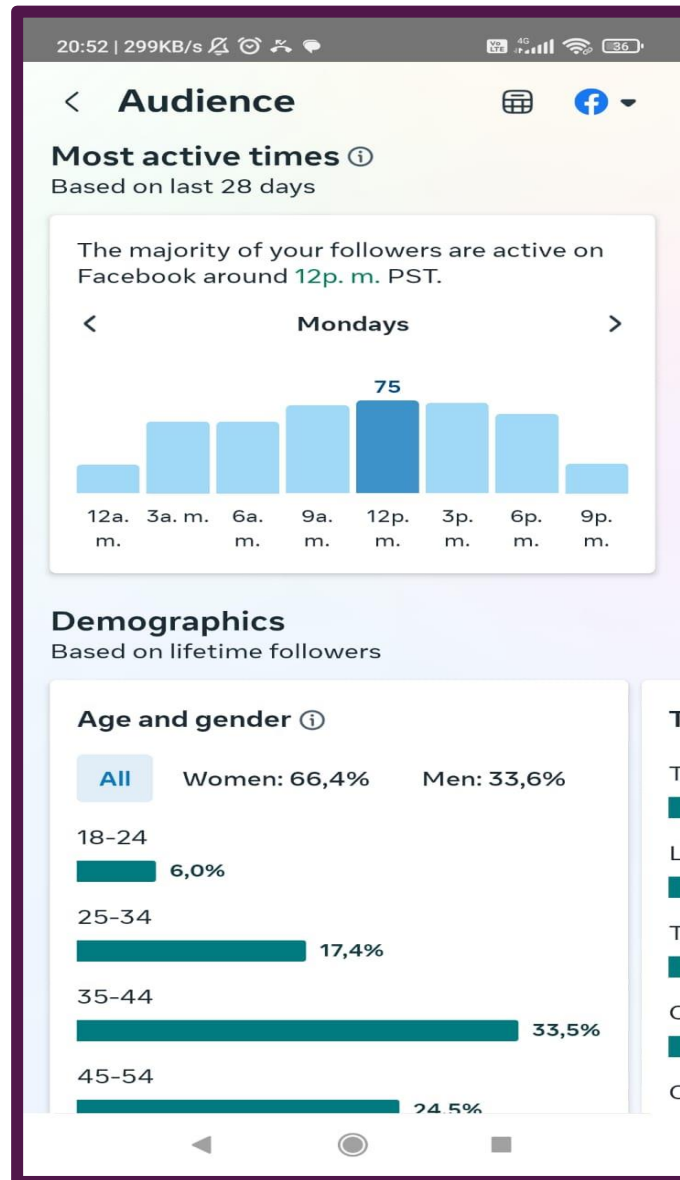 20:52 | 299KB/s
Vo LTE 4G 36
Audience
Most active times
Based on last 28 days
The majority of your followers are active on
Facebook around 12p. m. PST.
Mondays
75
12a. m. 3a. m. 6a. m. 9a. m. 12p. m. 3p. m. 6p. m. 9p. m.
Demographics
Based on lifetime followers
Age and gender
All Women: 66,4% Men: 33,6%
18-24
6,0%
25-34
17,4%
35-44
33,5%
45-54
24,5%